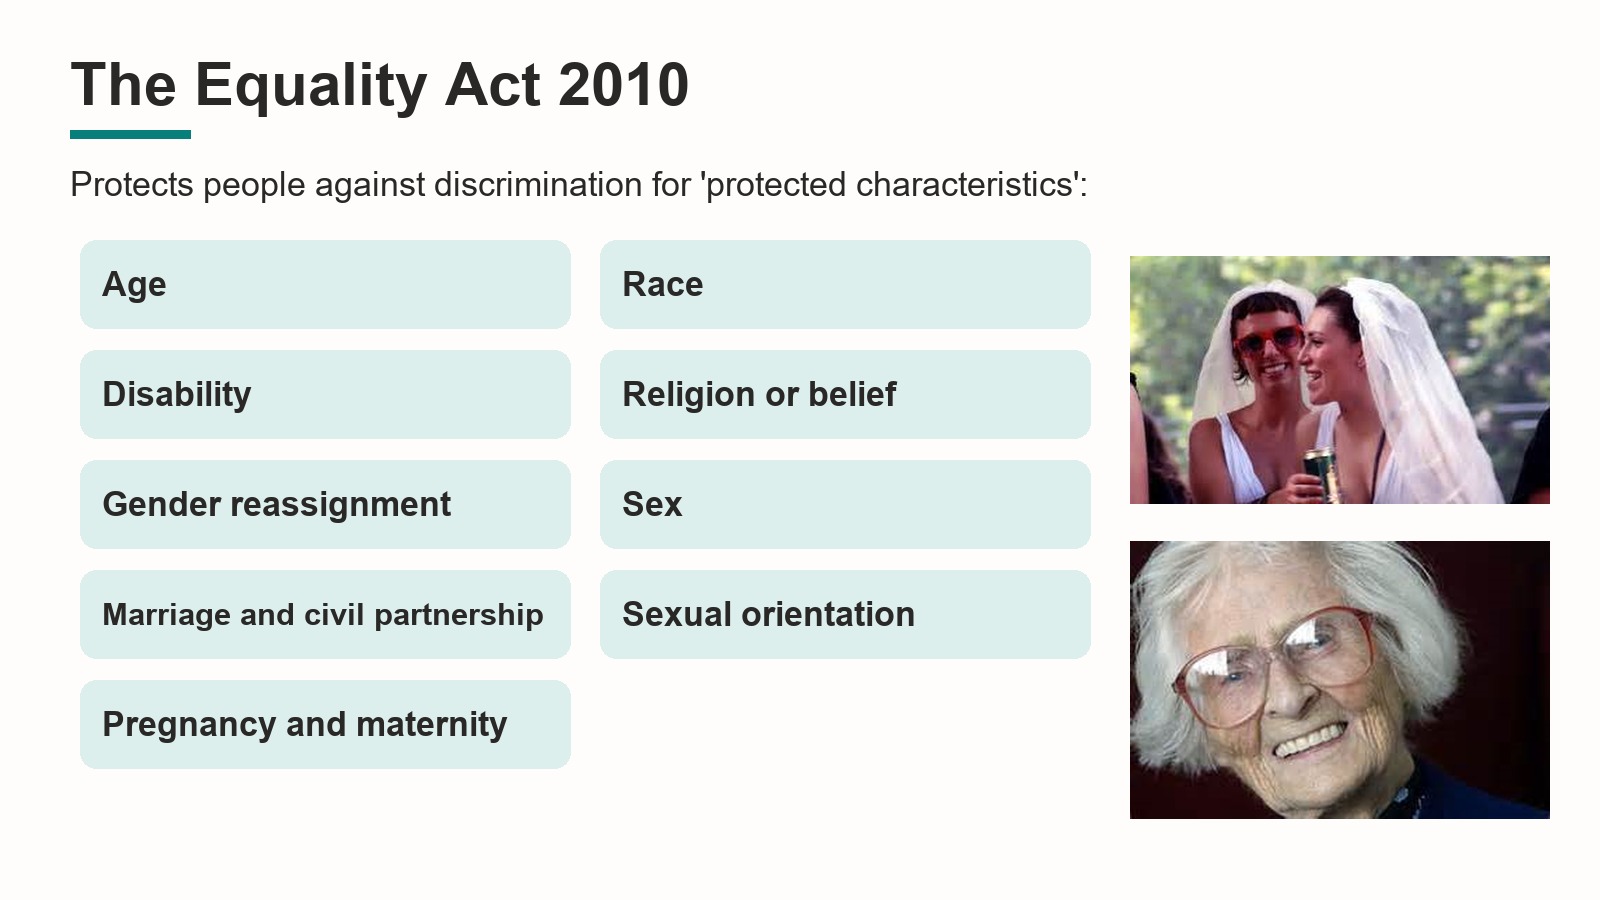 The Equality Act 2010
Protects people against discrimination for 'protected characteristics':
Age
Disability
Gender reassignment
Marriage and civil partnership
Pregnancy and maternity
Race
Religion or belief
Sex
Sexual orientation